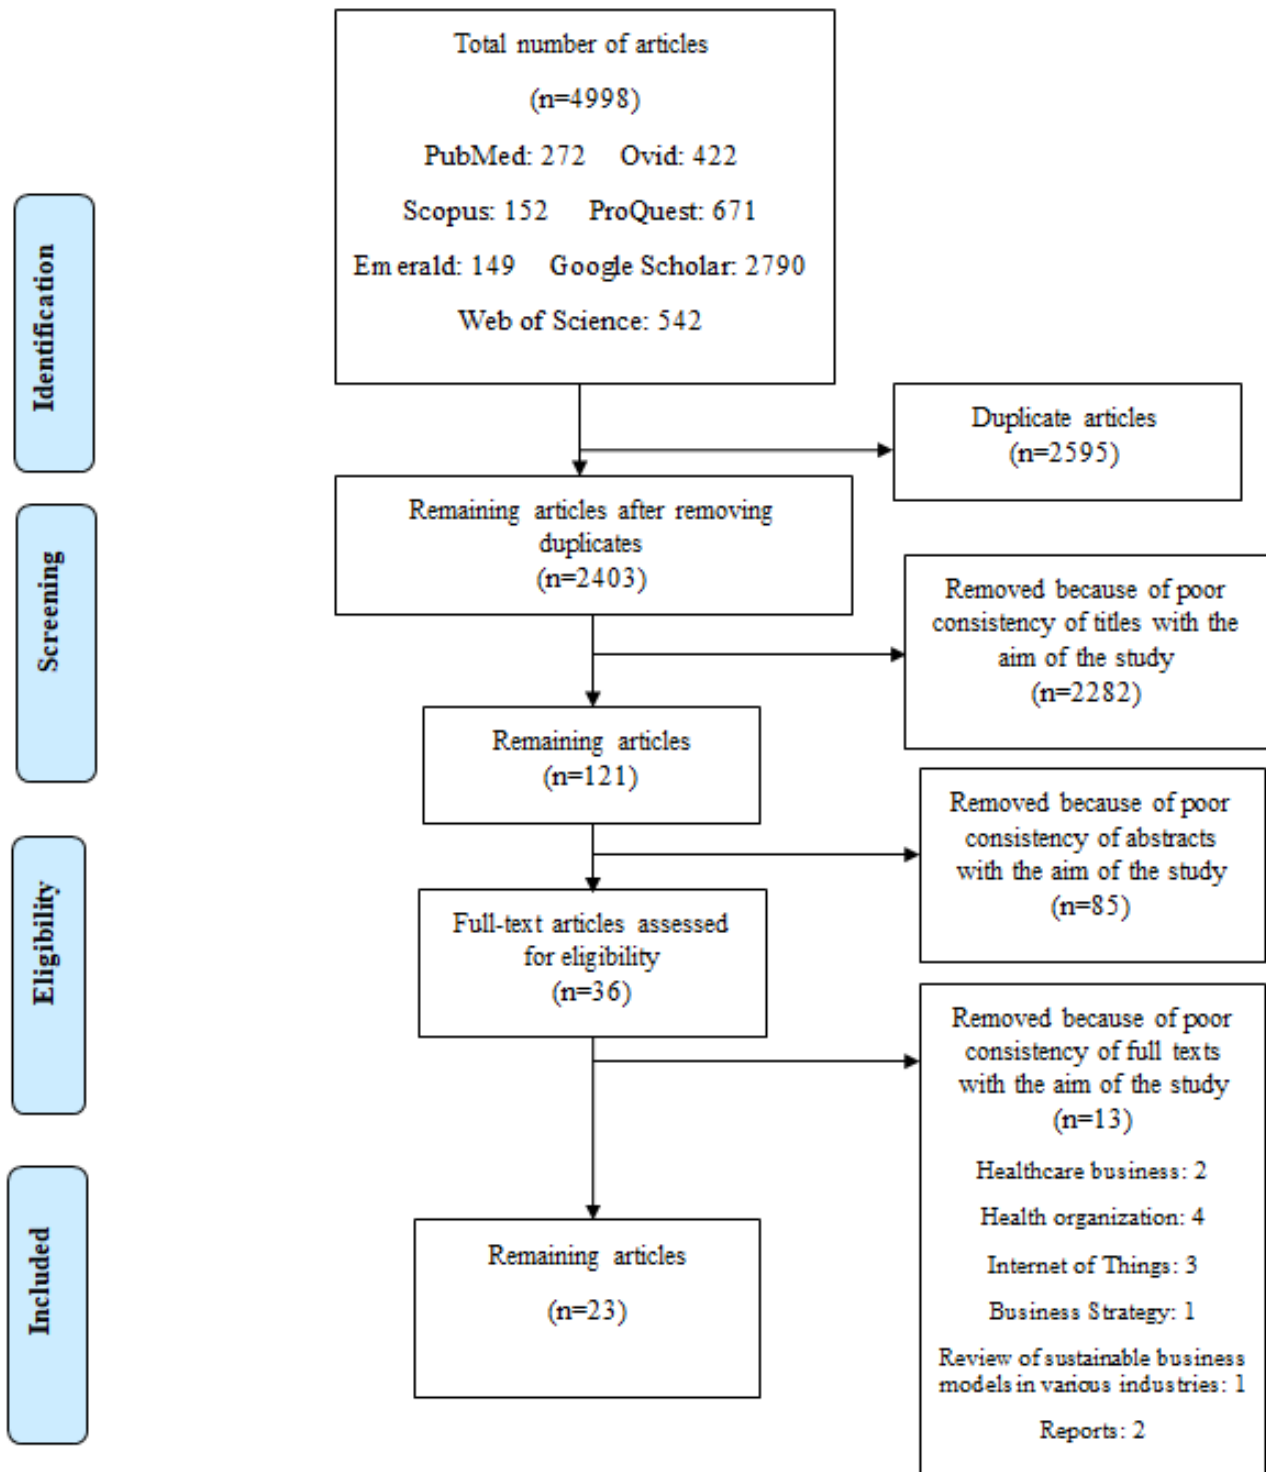 Total number of articles
(n=4998)
PubMed: 272 Ovid: 422
Scopus: 152 ProQuest: 671
Emerald: 149 Google Scholar: 2790
Web of Science: 542
Identification
Duplicate articles
(n=2595)
Remaining articles after removing
duplicates
(n=2403)
Screening
Removed because of poor
consistency of titles with the
aim of the study
(n=2282)
Remaining articles
(n=121)
Removed because of poor
consistency of abstracts
with the aim of the study
(n=85)
Eligibility
Full-text articles assessed
for eligibility
(n=36)
Removed because of poor
consistency of full texts
with the aim of the study
(n=13)
Healthcare business: 2
Health organization: 4
Internet of Things: 3
Business Strategy: 1
Review of sustainable business
models in various industries: 1
Reports: 2
Included
Remaining articles
(n=23)